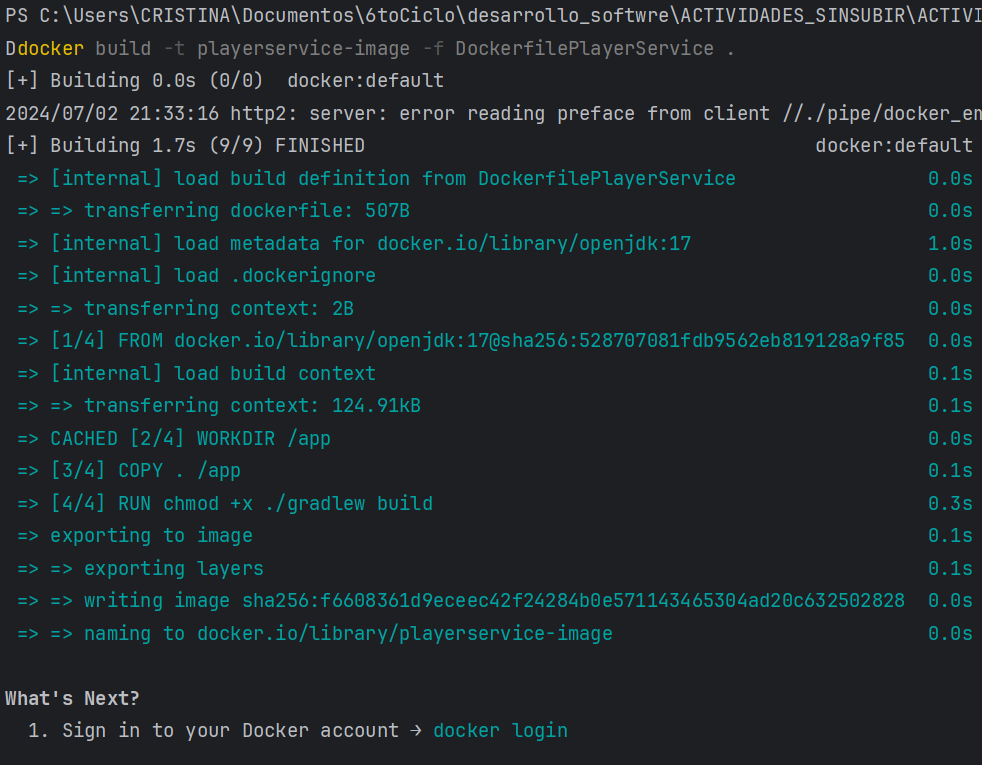 PS C:\Users\CRISTINA\Documentos\6toCiclo\desarrollo_softwre\ACTIVIDADES_SINSUBIR\ACTIVI
Ddocker build -t playerservice-image -f DockerfilePlayerService .
[+] Building 0.0s (0/0)  docker:default
2024/07/02 21:33:16 http2: server: error reading preface from client //./pipe/docker_en
[+] Building 1.7s (9/9) FINISHED docker:default
=> [internal] load build definition from DockerfilePlayerService 0.0s
=> => transferring dockerfile: 507B 0.0s
=> [internal] load metadata for docker.io/library/openjdk:17 1.0s
=> [internal] load .dockerignore 0.0s
=> => transferring context: 2B 0.0s
=> [1/4] FROM docker.io/library/openjdk:17@sha256:528707081fdb9562eb819128a9f85 0.0s
=> [internal] load build context 0.1s
=> => transferring context: 124.91kB 0.1s
=> CACHED [2/4] WORKDIR /app 0.0s
=> [3/4] COPY . /app 0.1s
=> [4/4] RUN chmod +x ./gradlew build 0.3s
=> exporting to image 0.1s
=> => exporting layers 0.1s
=> => writing image sha256:f6608361d9eceec42f24284b0e571143465304ad20c632502828 0.0s
=> => naming to docker.io/library/playerservice-image 0.0s
What's Next?
1. Sign in to your Docker account → docker login